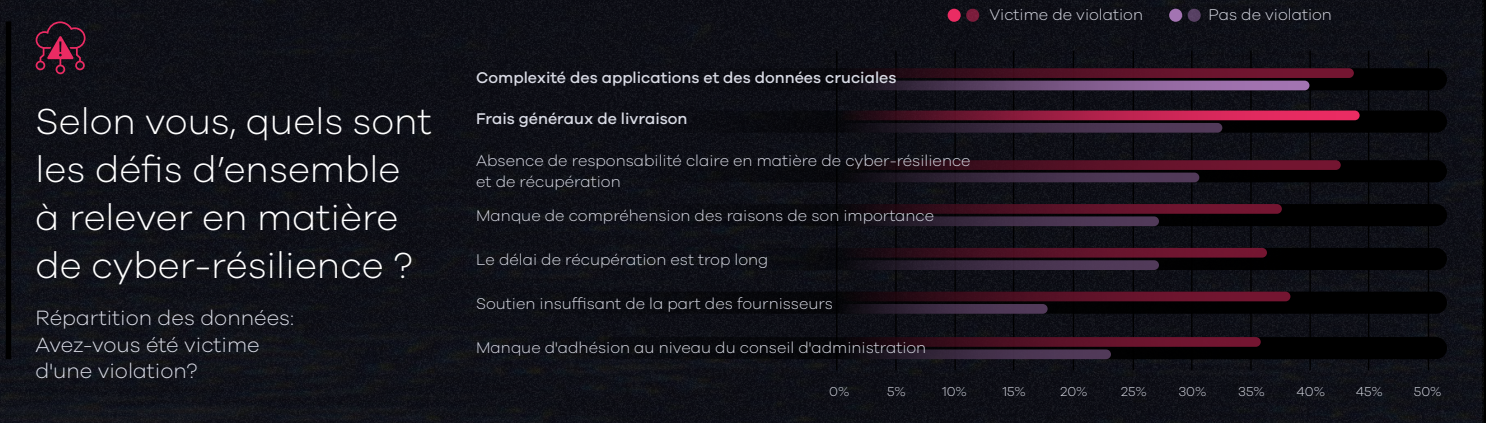 Victime de violation
Pas de violation
Selon vous, quels sont
les défis d’ensemble
à relever en matière
de cyber-résilience ?
Répartition des données:
Avez-vous été victime
d'une violation?
Complexité des applications et des données cruciales
Frais généraux de livraison
Absence de responsabilité claire en matière de cyber-résilience
et de récupération
Manque de compréhension des raisons de son importance
Le délai de récupération est trop long
Soutien insuffisant de la part des fournisseurs
Manque d'adhésion au niveau du conseil d'administration
0% 5% 10% 15% 20% 25% 30% 35% 40% 45% 50%